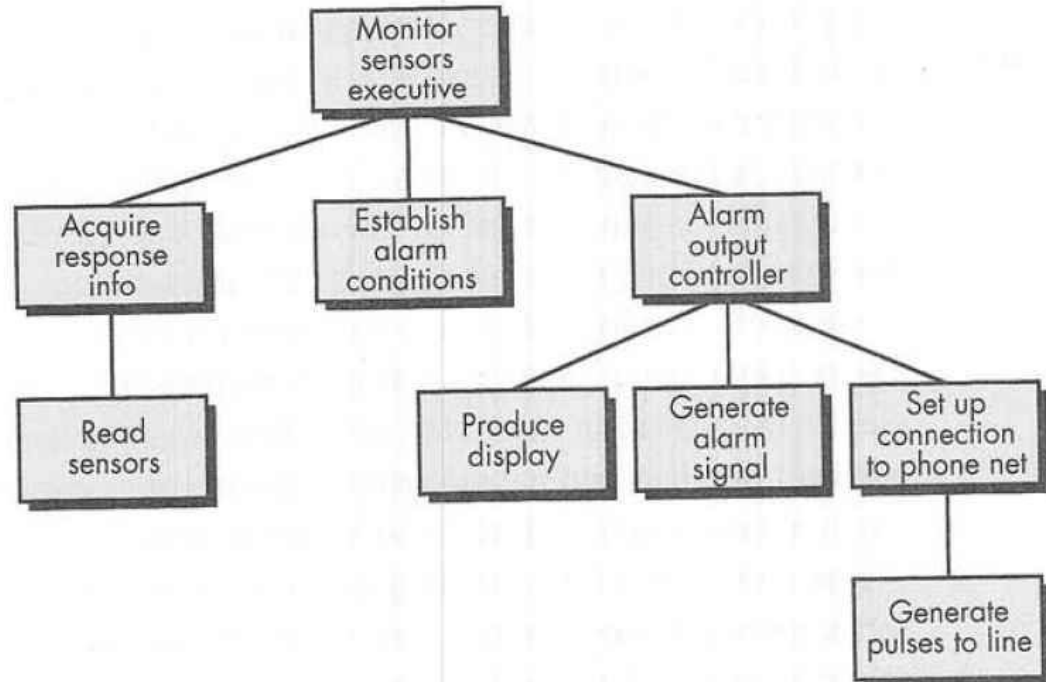 Monitor
sensors
executive
Acquire
response
info
Establish
alarm
conditions
Alarm
output
controller
Read
sensors
Produce
display
Generate
alarm
signal
Set up
connection
to phone net
Generate
pulses to line